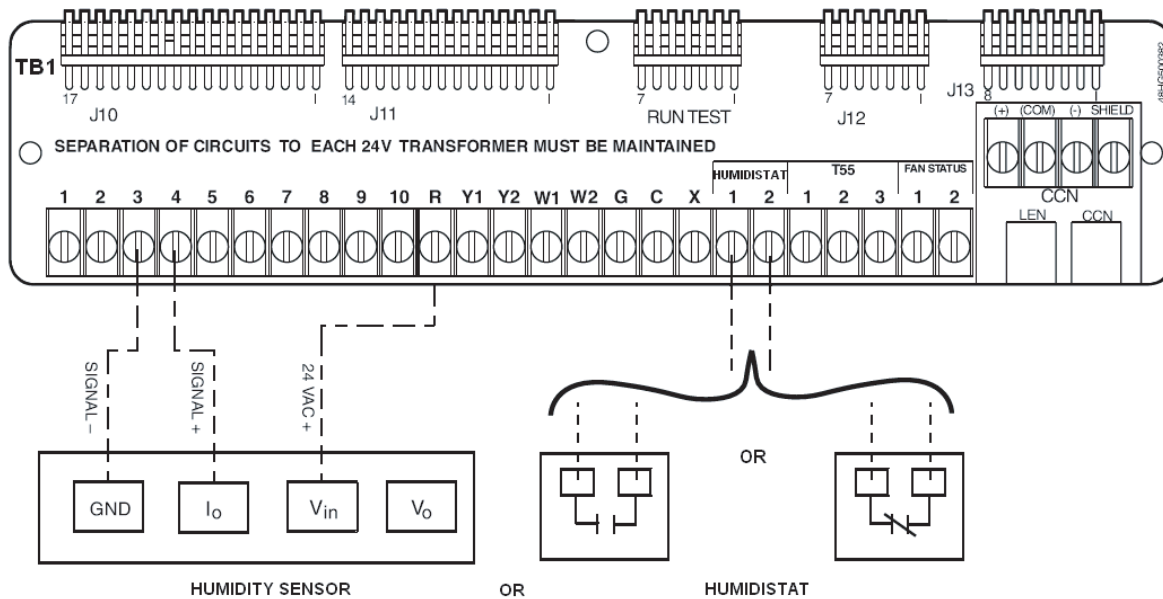 TB1
17 1
J10
14 1
J11
7 1
RUN TEST
7 1
J12
J13
8 1
SEPARATION OF CIRCUITS TO EACH 24V TRANSFORMER MUST BE MAINTAINED
(+) (COM) (-) SHIELD
CCN
LEN CCN
HUMIDISTAT T55 FAN STATUS
1 2 3 4 5 6 7 8 9 10 R Y1 Y2 W1 W2 G C X 1 2 1 2 3 1 2
SIGNAL –
SIGNAL +
24 VAC +
OR
GND Io Vin Vo
HUMIDITY SENSOR OR HUMIDISTAT